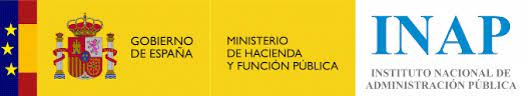 GOBIERNO
DE ESPAÑA
MINISTERIO
DE HACIENDA
Y FUNCIÓN PÚBLICA
INAP
INSTITUTO NACIONAL DE
ADMINISTRACIÓN PÚBLICA